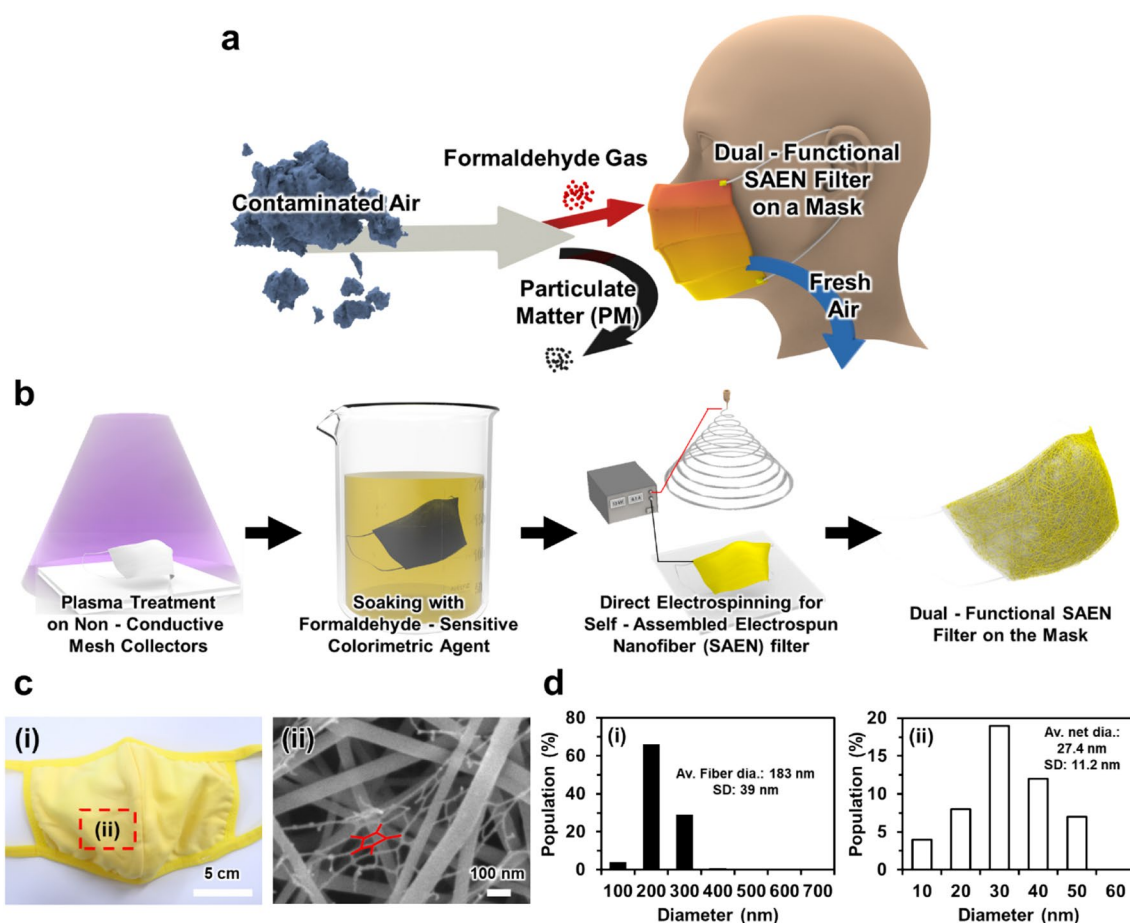 a
Formaldehyde Gas
Contaminated Air
Dual - Functional
SAEN Filter
on a Mask
Particulate
Matter (PM)
Fresh
Air
b
Plasma Treatment
on Non - Conductive
Mesh Collectors
Soaking with
Formaldehyde - Sensitive
Colorimetric Agent
Direct Electrospinning for
Self - Assembled Electrospun
Nanofiber (SAEN) filter
Dual - Functional SAEN
Filter on the Mask
c
(i)
(ii)
5 cm
(ii)
100 nm
d
Population (%)
80
60
40
20
0
(i)
Av. Fiber dia.: 183 nm
SD: 39 nm
100 200 300 400 500 600 700
Diameter (nm)
Population (%)
20
15
10
5
0
(ii)
Av. net dia.:
27.4 nm
SD: 11.2 nm
10 20 30 40 50 60
Diameter (nm)